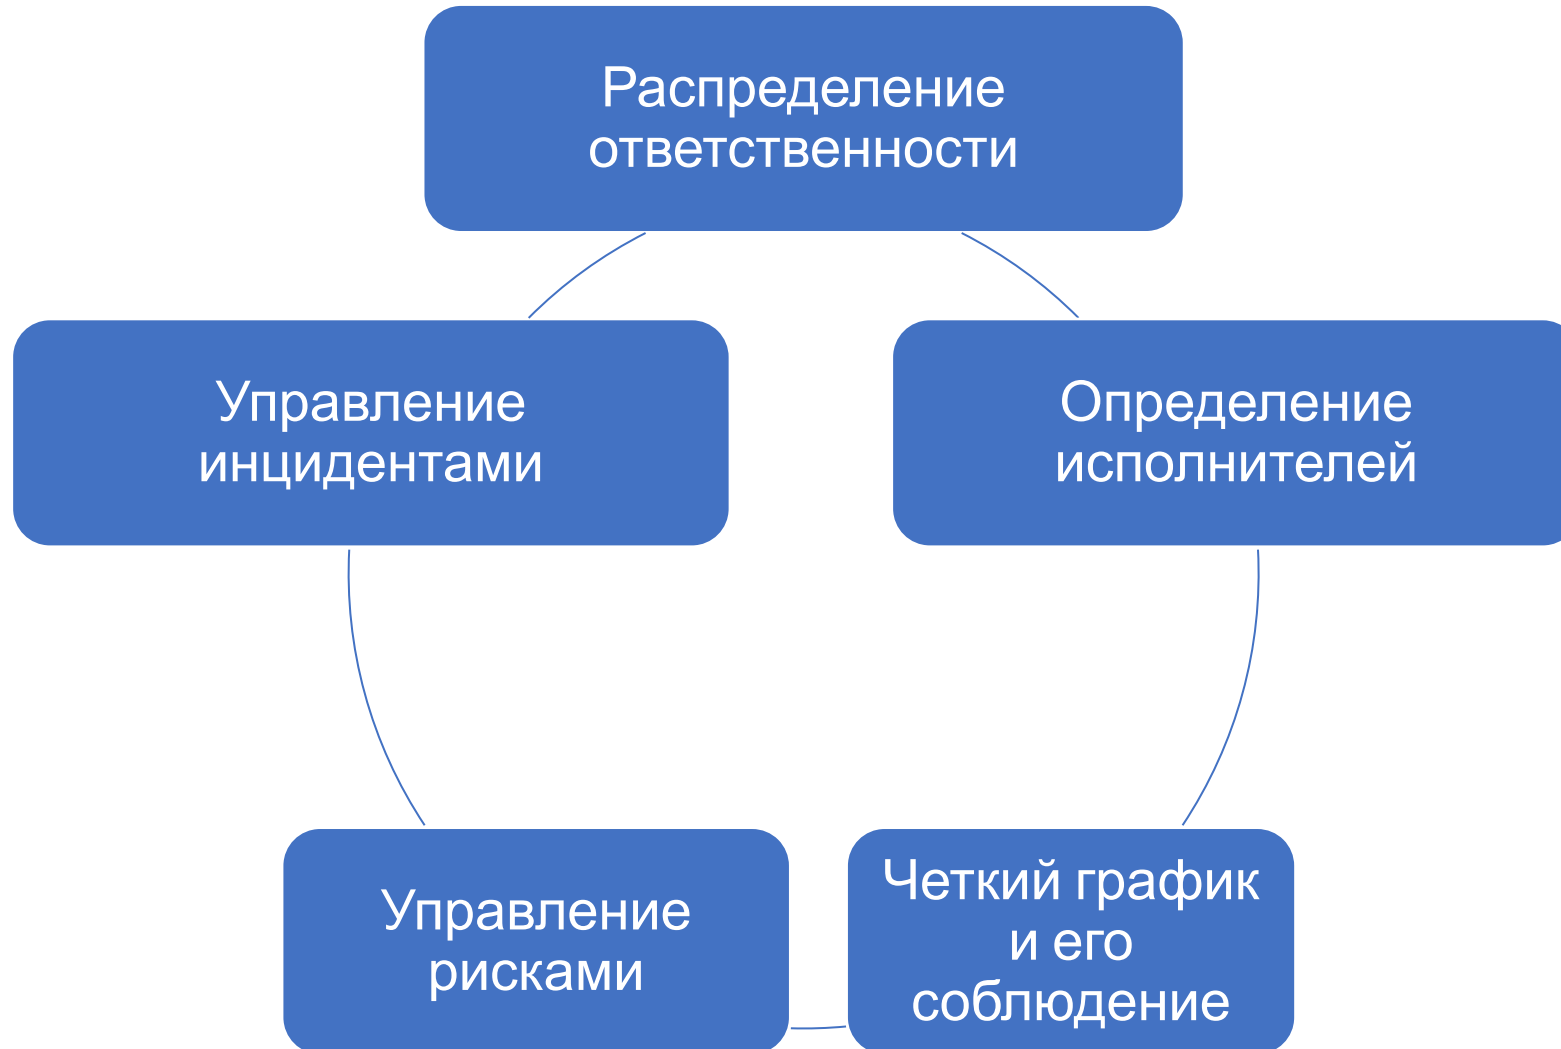 Распределение
ответственности
Управление
инцидентами
Определение
исполнителей
Управление
рисками
Четкий график
и его
соблюдение